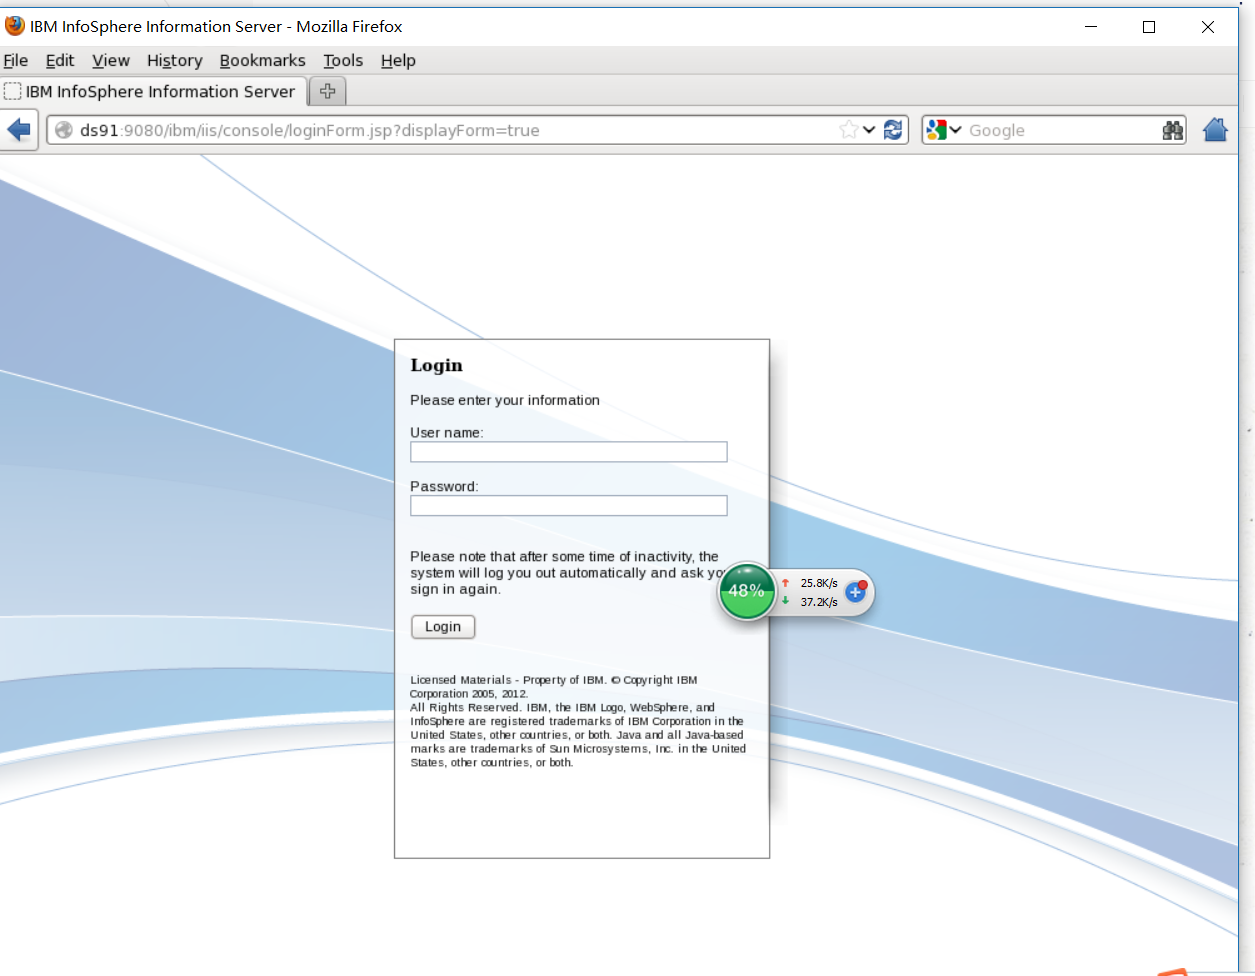 IBM InfoSphere Information Server - Mozilla Firefox
File Edit View History Bookmarks Tools Help
IBM InfoSphere Information Server
ds91:9080/ibm/iis/console/loginForm.jsp?displayForm=true
Google
Login
Please enter your information
User name:
Password:
Please note that after some time of inactivity, the
system will log you out automatically and ask
sign in again.
48%
25.8K/s
37.2K/s
Login
Licensed Materials - Property of IBM. © Copyright IBM
Corporation 2005, 2012.
All Rights Reserved. IBM, the IBM Logo, WebSphere, and
InfoSphere are registered trademarks of IBM Corporation in the
United States, other countries, or both. Java and all Java-based
marks are trademarks of Sun Microsystems, Inc. in the United
States, other countries, or both.